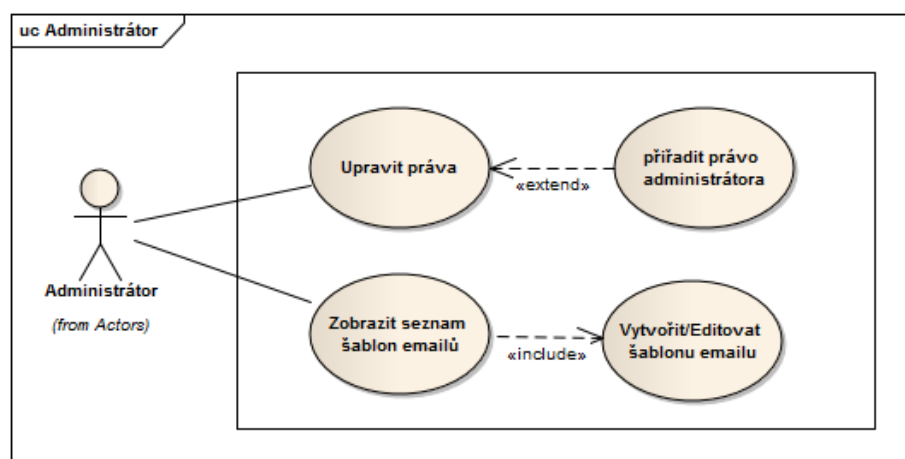 uc Administrátor
Upravit práva
«extend»
přiřadit právo
administrátora
Administrátor
(from Actors)
Zobrazit seznam
šablon emailů
«include»
Vytvořit/Editovat
šablonu emailu